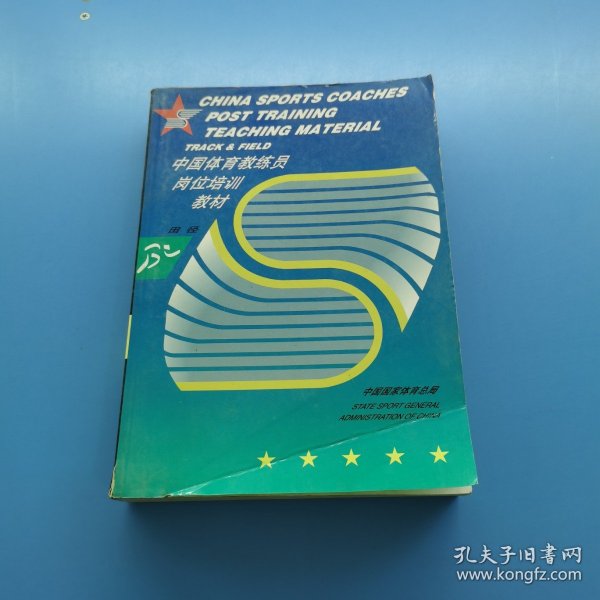 CHINA SPORTS COACHES
POST TRAINING
TEACHING MATERIAL
TRACK & FIELD
中国体育教练员
岗位培训
教材
田 径
中国国家体育总局
STATE SPORT GENERAL
ADMINISTRATION OF CHINA
孔夫子旧书网
www.kongfz.com